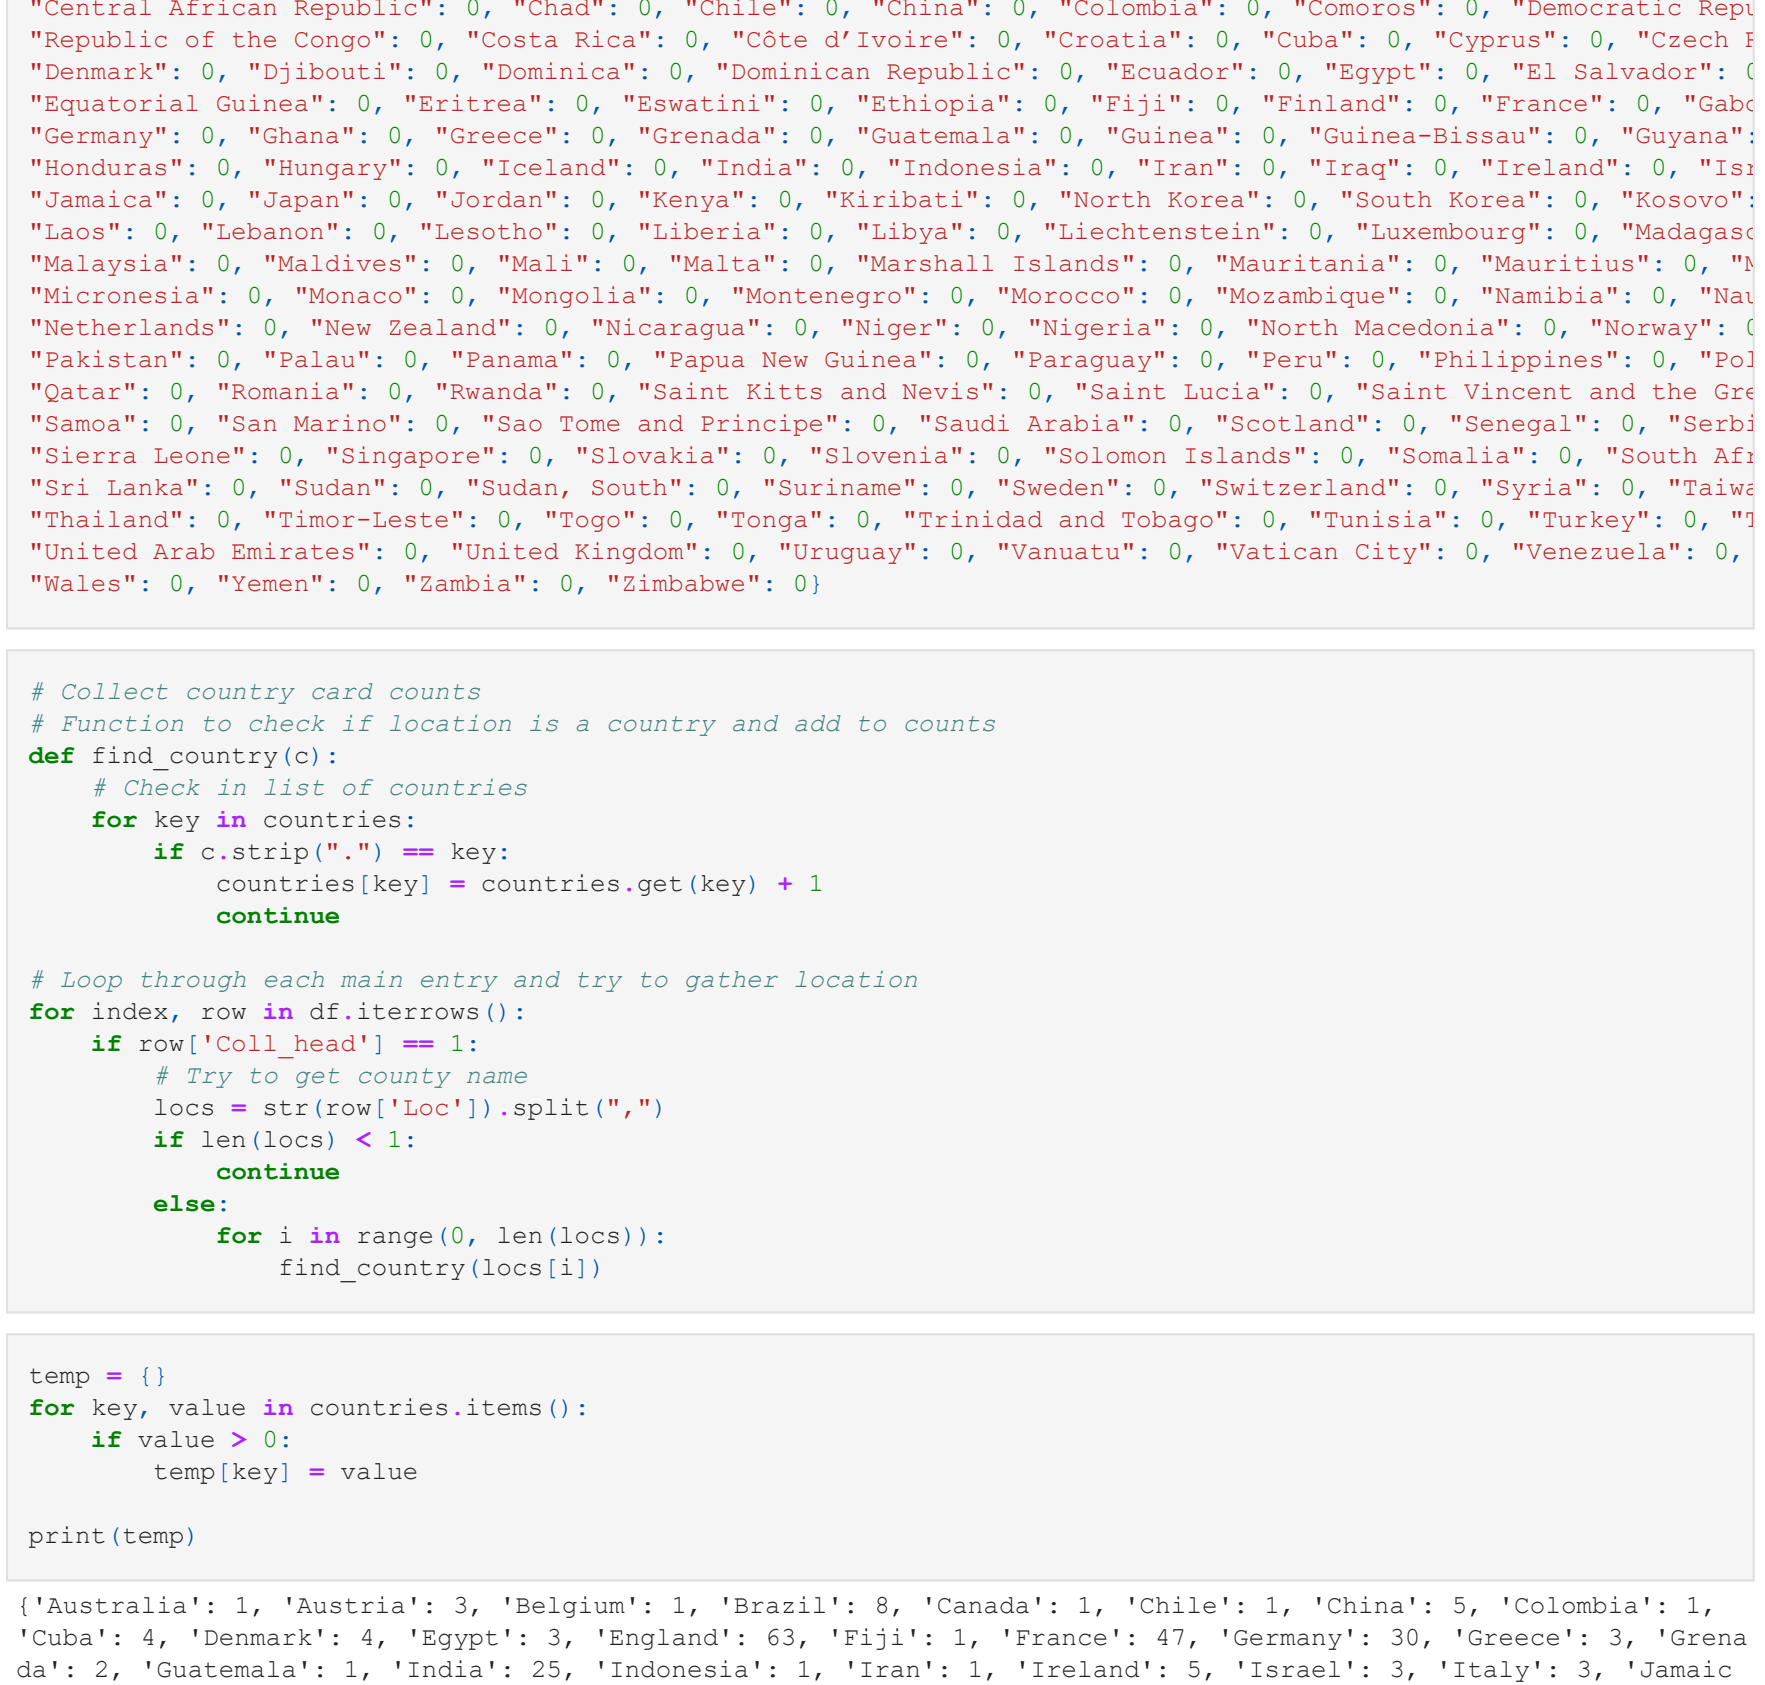 "Central African Republic": 0, "Chad": 0, "Chile": 0, "China": 0, "Colombia": 0, "Comoros": 0, "Democratic Repu
"Republic of the Congo": 0, "Costa Rica": 0, "Côte d’Ivoire": 0, "Croatia": 0, "Cuba": 0, "Cyprus": 0, "Czech
"Denmark": 0, "Djibouti": 0, "Dominica": 0, "Dominican Republic": 0, "Ecuador": 0, "Egypt": 0, "El Salvador": 0
"Equatorial Guinea": 0, "Eritrea": 0, "Eswatini": 0, "Ethiopia": 0, "Fiji": 0, "Finland": 0, "France": 0, "Gabo
"Germany": 0, "Ghana": 0, "Greece": 0, "Grenada": 0, "Guatemala": 0, "Guinea": 0, "Guinea-Bissau": 0, "Guyana":
"Honduras": 0, "Hungary": 0, "Iceland": 0, "India": 0, "Indonesia": 0, "Iran": 0, "Iraq": 0, "Ireland": 0, "Isr
"Jamaica": 0, "Japan": 0, "Jordan": 0, "Kenya": 0, "Kiribati": 0, "North Korea": 0, "South Korea": 0, "Kosovo":
"Laos": 0, "Lebanon": 0, "Lesotho": 0, "Liberia": 0, "Libya": 0, "Liechtenstein": 0, "Luxembourg": 0, "Madagasc
"Malaysia": 0, "Maldives": 0, "Mali": 0, "Malta": 0, "Marshall Islands": 0, "Mauritania": 0, "Mauritius": 0, "M
"Micronesia": 0, "Monaco": 0, "Mongolia": 0, "Montenegro": 0, "Morocco": 0, "Mozambique": 0, "Namibia": 0, "Nau
"Netherlands": 0, "New Zealand": 0, "Nicaragua": 0, "Niger": 0, "Nigeria": 0, "North Macedonia": 0, "Norway": 0
"Pakistan": 0, "Palau": 0, "Panama": 0, "Papua New Guinea": 0, "Paraguay": 0, "Peru": 0, "Philippines": 0, "Pol
"Qatar": 0, "Romania": 0, "Rwanda": 0, "Saint Kitts and Nevis": 0, "Saint Lucia": 0, "Saint Vincent and the Gre
"Samoa": 0, "San Marino": 0, "Sao Tome and Principe": 0, "Saudi Arabia": 0, "Scotland": 0, "Senegal": 0, "Serbi
"Sierra Leone": 0, "Singapore": 0, "Slovakia": 0, "Slovenia": 0, "Solomon Islands": 0, "Somalia": 0, "South Afr
"Sri Lanka": 0, "Sudan": 0, "Sudan, South": 0, "Suriname": 0, "Sweden": 0, "Switzerland": 0, "Syria": 0, "Taiwa
"Thailand": 0, "Timor-Leste": 0, "Togo": 0, "Tonga": 0, "Trinidad and Tobago": 0, "Tunisia": 0, "Turkey": 0, "T
"United Arab Emirates": 0, "United Kingdom": 0, "Uruguay": 0, "Vanuatu": 0, "Vatican City": 0, "Venezuela": 0,
"Wales": 0, "Yemen": 0, "Zambia": 0, "Zimbabwe": 0}
# Collect country card counts
# Function to check if location is a country and add to counts
def find_country(c):
    # Check in list of countries
    for key in countries:
        if c.strip(".") == key:
            countries[key] = countries.get(key) + 1
            continue
# Loop through each main entry and try to gather location
for index, row in df.iterrows():
    if row['Coll_head'] == 1:
        # Try to get county name
        locs = str(row['Loc']).split(",")
        if len(locs) < 1:
            continue
        else:
            for i in range(0, len(locs)):
                find_country(locs[i])
temp = {}
for key, value in countries.items():
    if value > 0:
        temp[key] = value
print(temp)
{'Australia': 1, 'Austria': 3, 'Belgium': 1, 'Brazil': 8, 'Canada': 1, 'Chile': 1, 'China': 5, 'Colombia': 1,
'Cuba': 4, 'Denmark': 4, 'Egypt': 3, 'England': 63, 'Fiji': 1, 'France': 47, 'Germany': 30, 'Greece': 3, 'Grena
da': 2, 'Guatemala': 1, 'India': 25, 'Indonesia': 1, 'Iran': 1, 'Ireland': 5, 'Israel': 3, 'Italy': 3, 'Jamaic